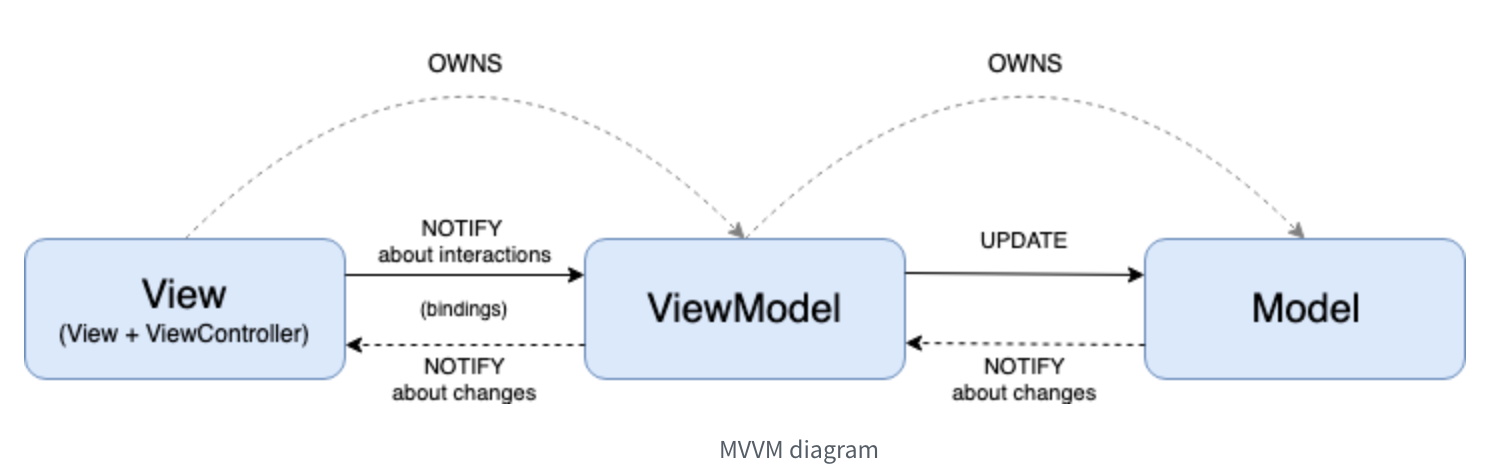 OWNS
OWNS
NOTIFY
about interactions
UPDATE
View
(View + ViewController)
(bindings)
ViewModel
Model
NOTIFY
about changes
NOTIFY
about changes
MVVM diagram